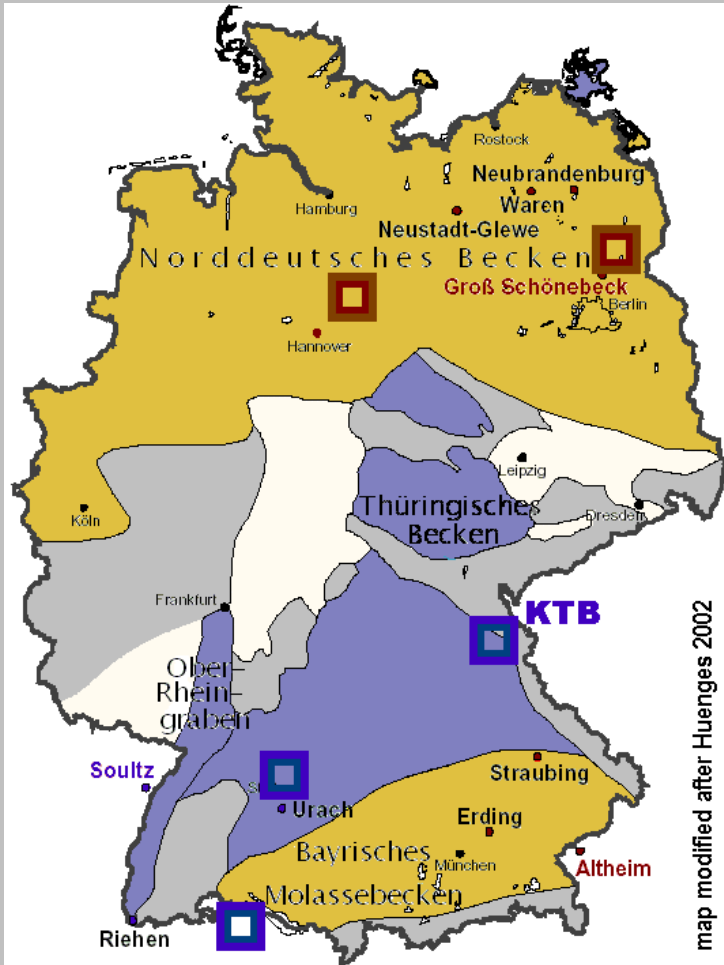 Rostock
Neubrandenburg
Waren
Hamburg
Neustadt-Glewe
Norddeutsches Becken
Groß Schönebeck
Berlin
Hannover
Leipzig
Thüringisches
Becken
Dresden
Köln
Frankfurt
KTB
Ober-
Rhein-
graben
Soultz
Straubing
Urach
Erding
Bayrisches
München
Altheim
Molassebecken
Riehen
map modified after Huenges 2002